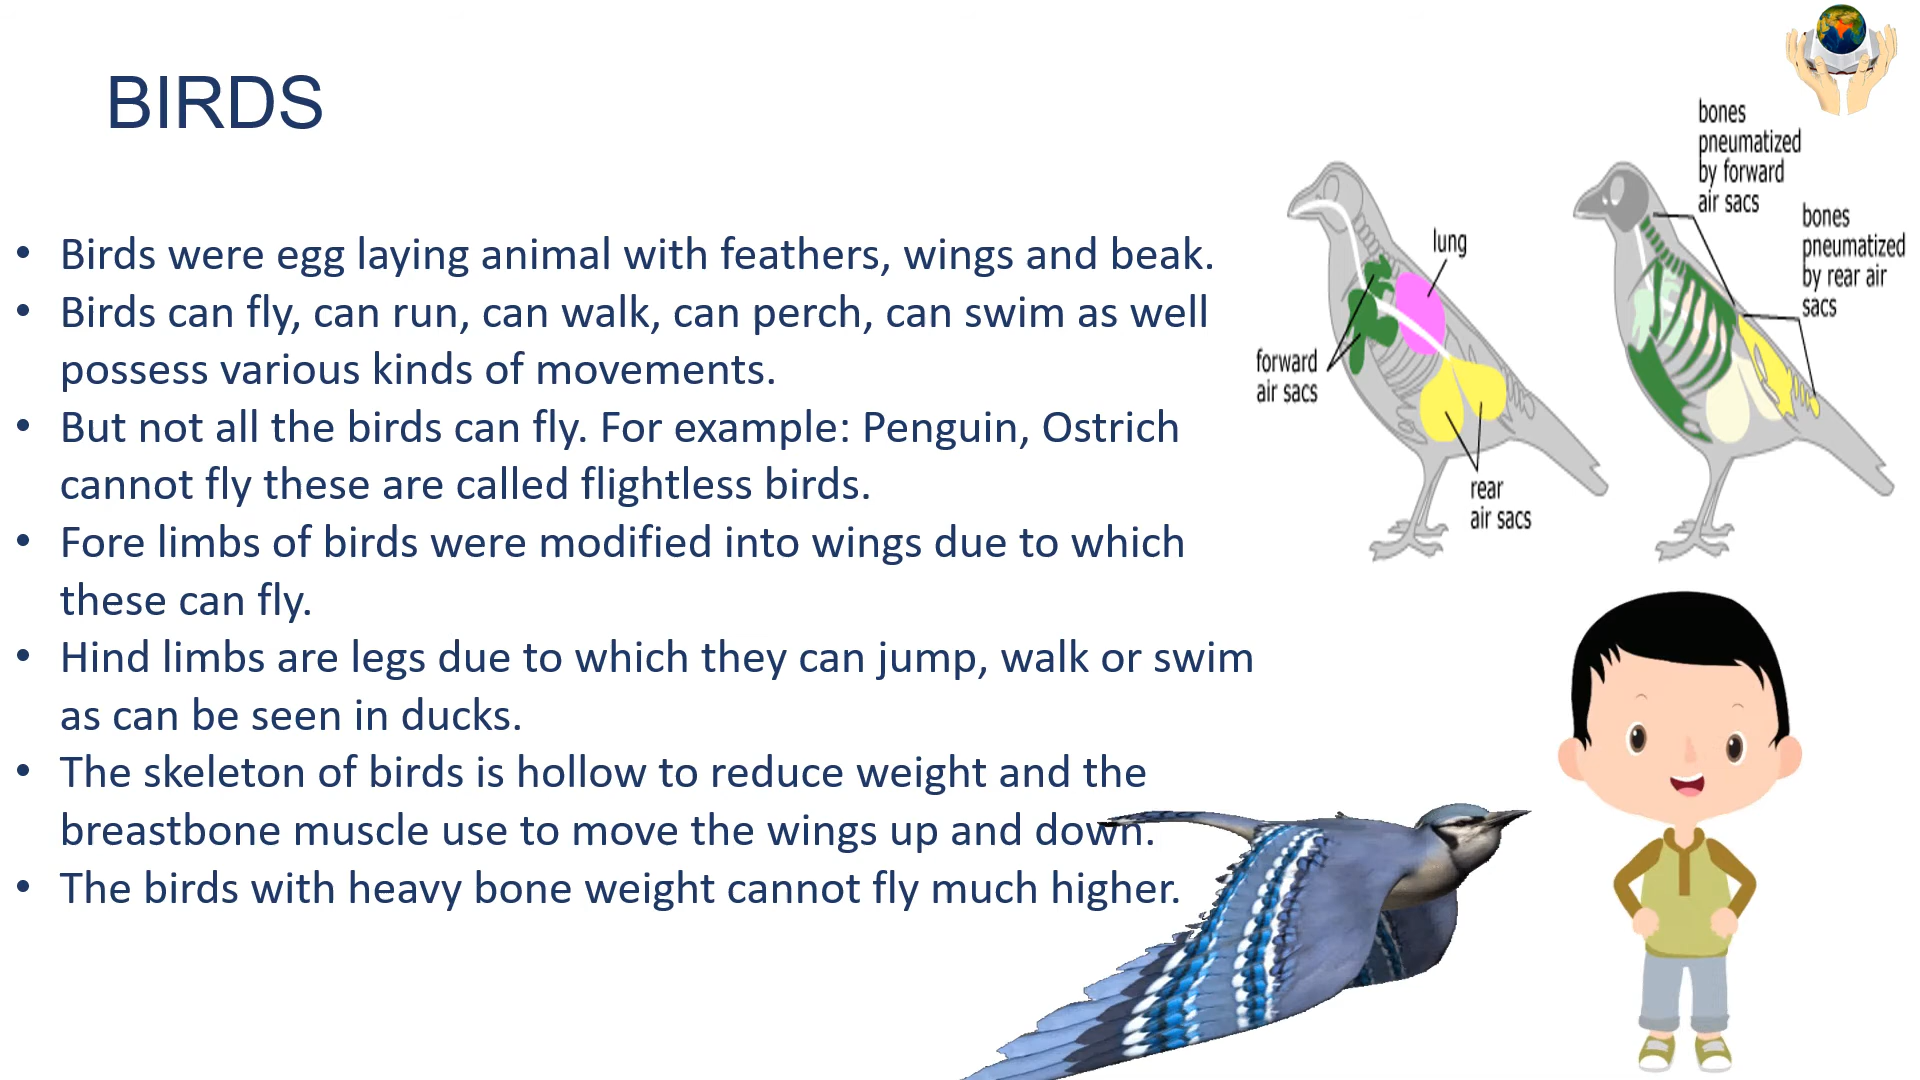 BIRDS
• Birds were egg laying animal with feathers, wings and beak.
• Birds can fly, can run, can walk, can perch, can swim as well
possess various kinds of movements.
• But not all the birds can fly. For example: Penguin, Ostrich
cannot fly these are called flightless birds.
• Fore limbs of birds were modified into wings due to which
these can fly.
• Hind limbs are legs due to which they can jump, walk or swim
as can be seen in ducks.
• The skeleton of birds is hollow to reduce weight and the
breastbone muscle use to move the wings up and down.
• The birds with heavy bone weight cannot fly much higher.
lung
forward
air sacs
rear
air sacs
bones
pneumatized
by forward
air sacs
bones
pneumatized
by rear air
sacs